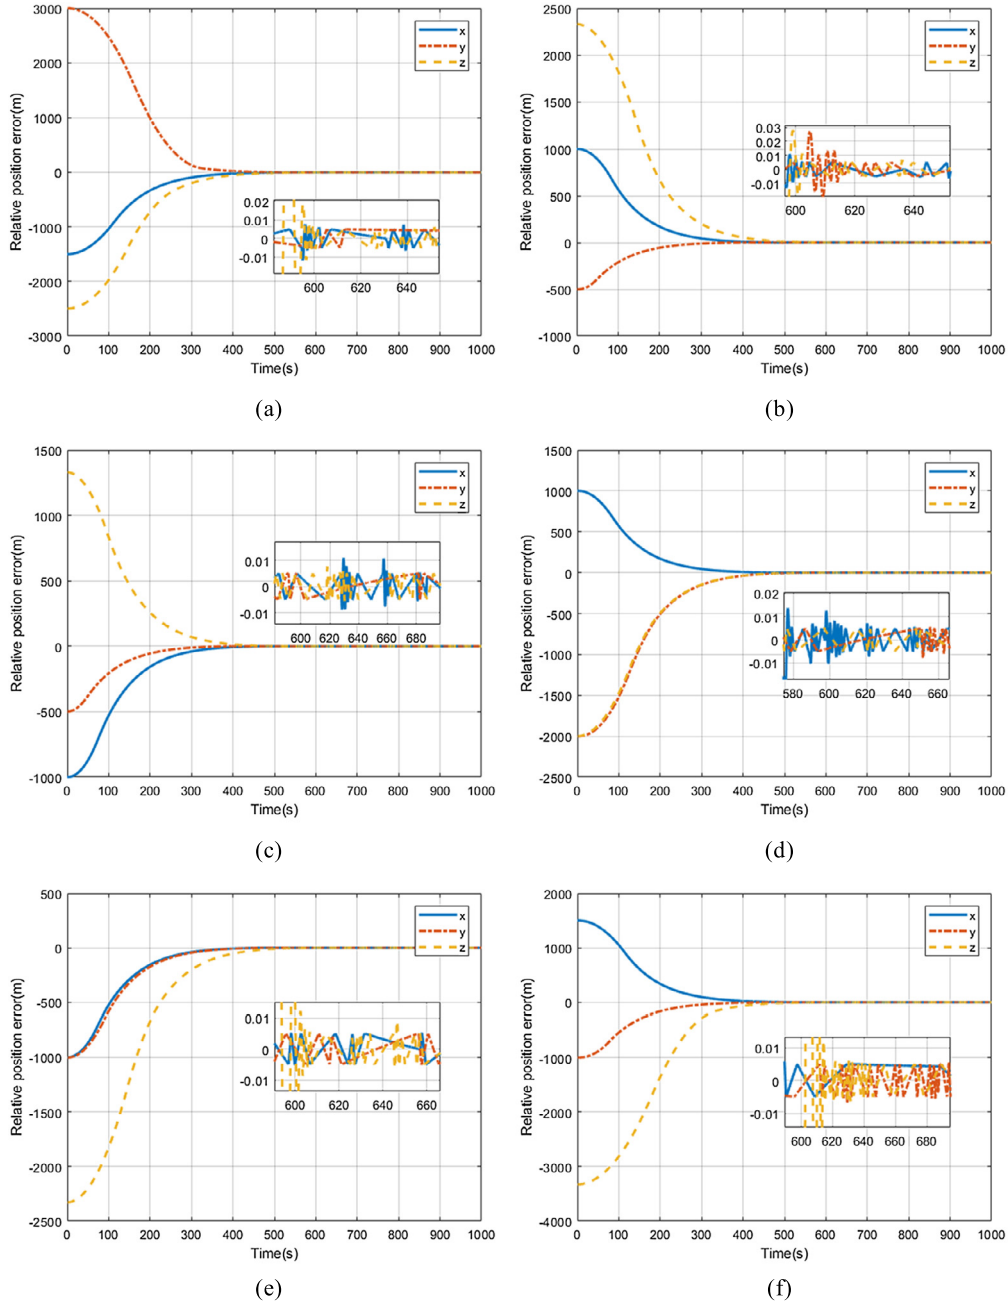 3000
2000
1000
0
-1000
-2000
-3000
Relative position error(m)
x
y
z
0.02
0.01
0
-0.01
600 620 640
0 100 200 300 400 500 600 700 800 900 1000
Time(s)
(a)
2500
2000
1500
1000
500
0
-500
-1000
Relative position error(m)
x
y
z
0.03
0.02
0.01
0
-0.01
600 620 640
0 100 200 300 400 500 600 700 800 900 1000
Time(s)
(b)
1500
1000
500
0
-500
-1000
Relative position error(m)
x
y
z
0.01
0
-0.01
580 600 620 640 660 680
0 100 200 300 400 500 600 700 800 900 1000
Time(s)
(c)
1500
1000
500
0
-500
-1000
-1500
-2000
-2500
Relative position error(m)
x
y
z
0.02
0.01
0
-0.01
580 600 620 640 660
0 100 200 300 400 500 600 700 800 900 1000
Time(s)
(d)
500
0
-500
-1000
-1500
-2000
-2500
Relative position error(m)
x
y
z
0.01
0
-0.01
600 620 640 660
0 100 200 300 400 500 600 700 800 900 1000
Time(s)
(e)
2000
1000
0
-1000
-2000
-3000
-4000
Relative position error(m)
x
y
z
0.01
0
-0.01
600 620 640 660 680
0 100 200 300 400 500 600 700 800 900 1000
Time(s)
(f)